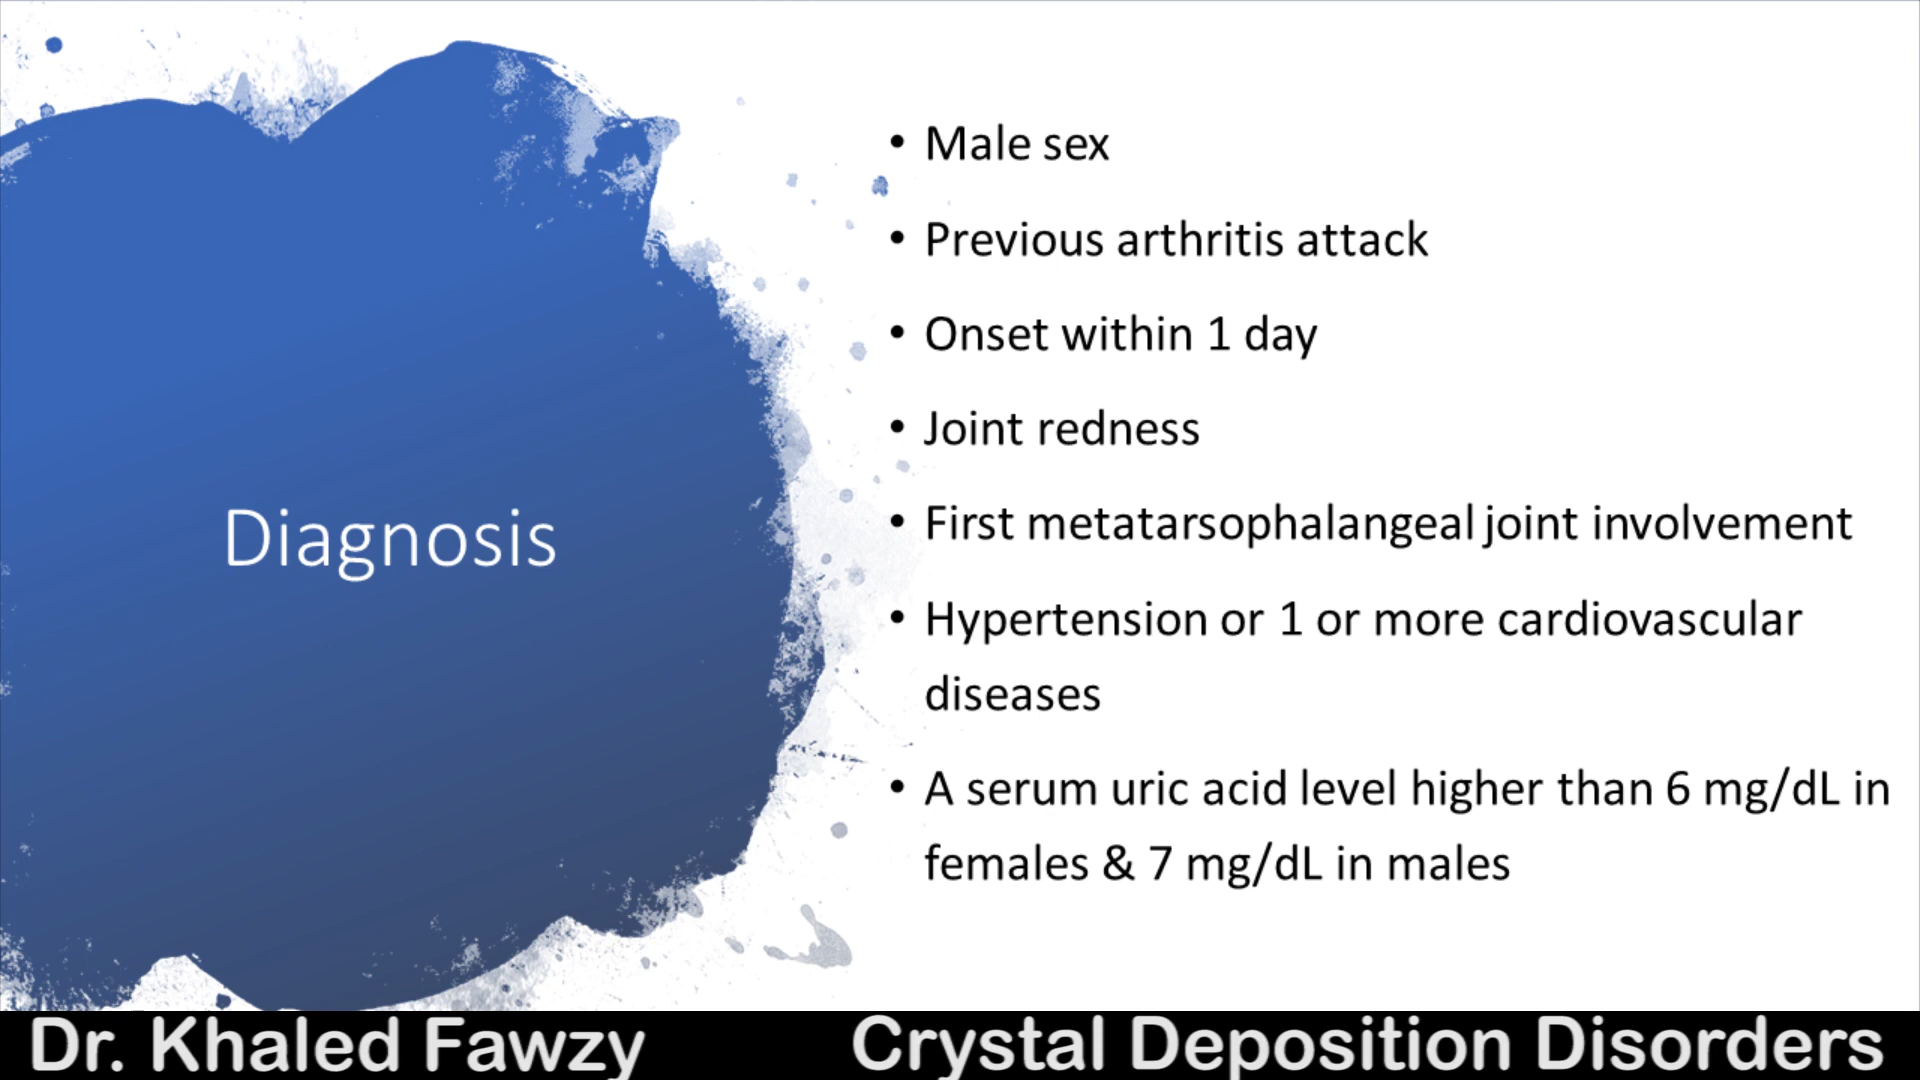 Diagnosis
• Male sex
• Previous arthritis attack
• Onset within 1 day
• Joint redness
• First metatarsophalangeal joint involvement
• Hypertension or 1 or more cardiovascular
diseases
• A serum uric acid level higher than 6 mg/dL in
females & 7 mg/dL in males
Dr. Khaled Fawzy
Crystal Deposition Disorders